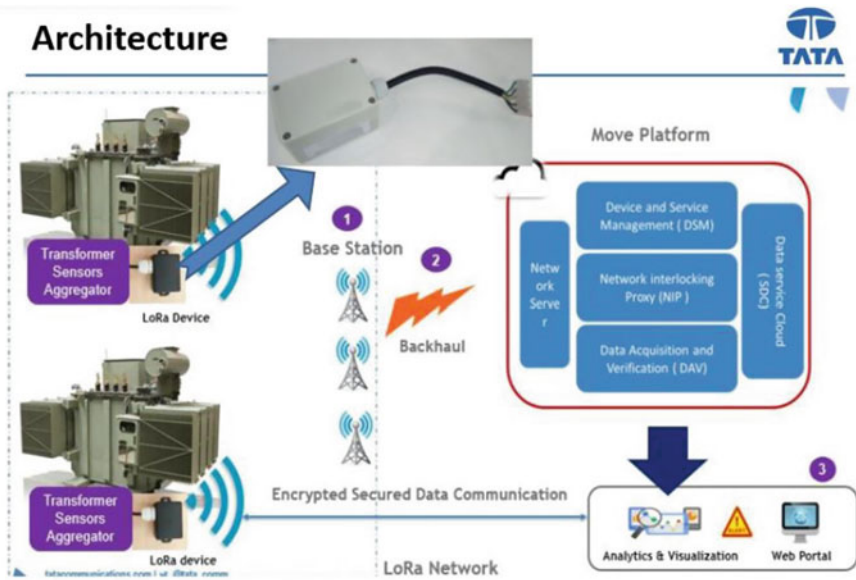 Architecture
TATA
Move Platform
1
Base Station
2
Backhaul
Transformer
Sensors
Aggregator
LoRa Device
Device and Service
Management ( DSM)
Netw
ork
Serve
r
Network interlocking
Proxy (NIP )
Data service Cloud
( SDC)
Data Acquisition and
Verification ( DAV)
3
Transformer
Sensors
Aggregator
LoRa device
Encrypted Secured Data Communication
Analytics & Visualization
Web Portal
LoRa Network
tatacommunications.com |